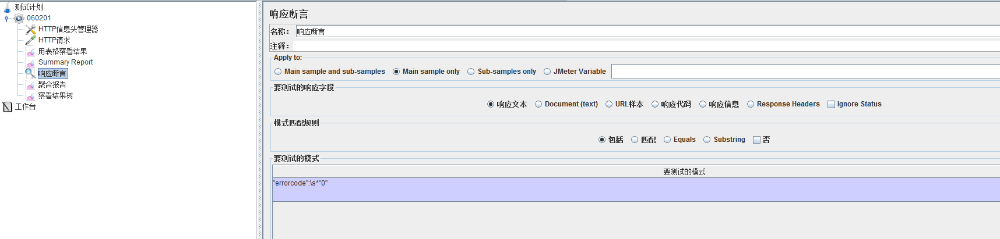 测试计划
060201
HTTP信息头管理器
HTTP请求
用表格察看结果
Summary Report
响应断言
聚合报告
察看结果树
工作台
响应断言
名称： 响应断言
注释：
Apply to:
Main sample and sub-samples Main sample only Sub-samples only JMeter Variable
要测试的响应字段
响应文本 Document (text) URL样本 响应代码 响应信息 Response Headers Ignore Status
模式匹配规则
包括 匹配 Equals Substring 否
要测试的模式
要测试的模式
"errorcode":\s*"0"